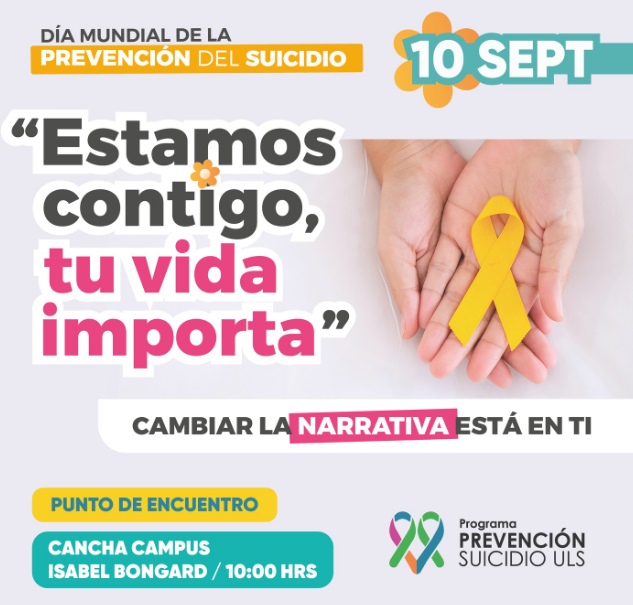 DÍA MUNDIAL DE LA
PREVENCIÓN DEL SUICIDIO
10 SEPT
“Estamos
contigo,
tu vida
importa”
CAMBIAR LA NARRATIVA ESTÁ EN TI
PUNTO DE ENCUENTRO
CANCHA CAMPUS
ISABEL BONGARD / 10:00 HRS
Programa
PREVENCIÓN
SUICIDIO ULS